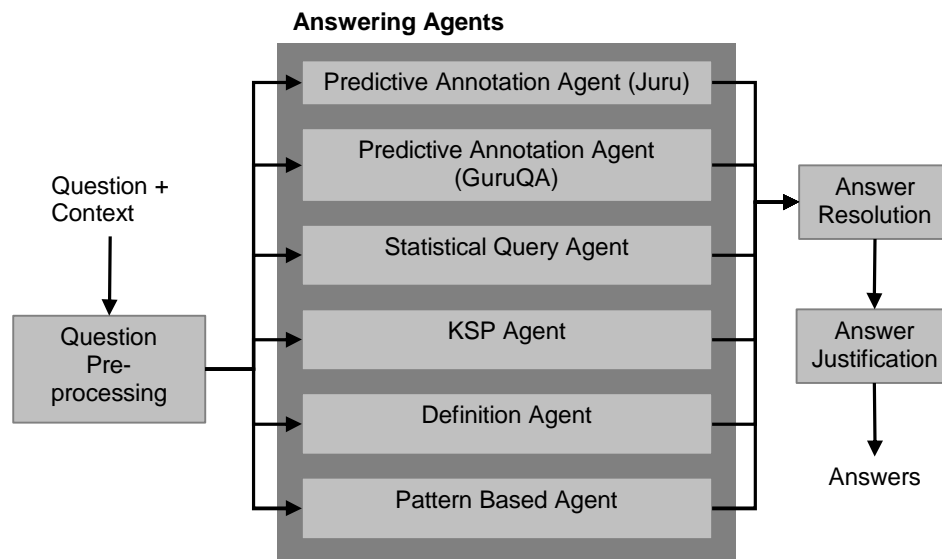 Answering Agents
Question +
Context
Question
Pre-
processing
Predictive Annotation Agent (Juru)
Predictive Annotation Agent
(GuruQA)
Statistical Query Agent
KSP Agent
Definition Agent
Pattern Based Agent
Answer
Resolution
Answer
Justification
Answers